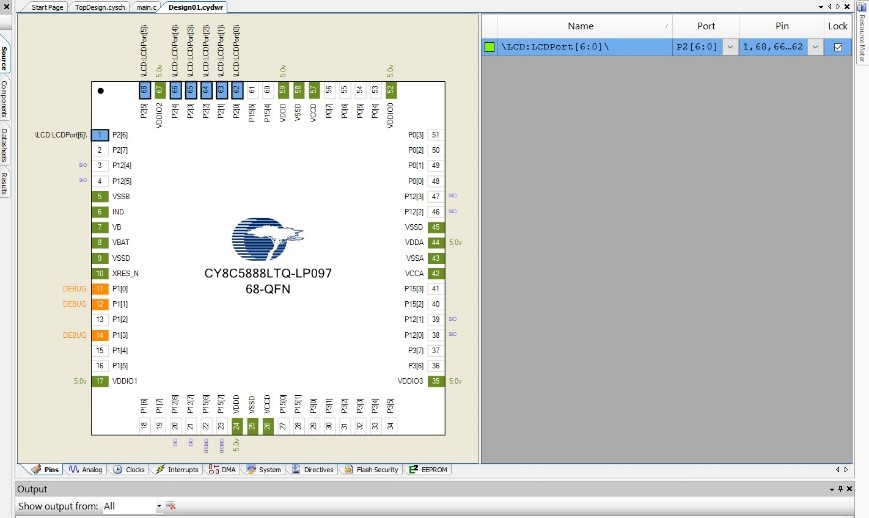 Start Page TopDesign.cysch main.c Design01.cydwr
Source
Components
Datasheets
Results
Resource Meter
\LCD:LCDPort[5]\ \LCD:LCDPort[4]\ \LCD:LCDPort[3]\ \LCD:LCDPort[2]\ \LCD:LCDPort[1]\ \LCD:LCDPort[0]\
5.0v 5.0v 5.0v
68 67 66 65 64 63 62 61 60 59 58 57 56 55 54 53 52
P2[5] VDDIO2 P2[4] P2[3] P2[2] P2[1] P2[0] P15[5] P15[4] VDDD VSSD VCCD P0[7] P0[6] P0[5] P0[4] VDDIO0
\LCD:LCDPort[6]\ 1 P2[6]
2 P2[7]
SIO 3 P12[4]
SIO 4 P12[5]
5 VSSB
6 IND
7 VB
8 VBAT
9 VSSD
10 XRES_N
DEBUG 11 P1[0]
DEBUG 12 P1[1]
13 P1[2]
DEBUG 14 P1[3]
15 P1[4]
16 P1[5]
5.0v 17 VDDIO1
CY8C5888LTQ-LP097
68-QFN
P0[3] 51
P0[2] 50
P0[1] 49
P0[0] 48
P12[3] 47 SIO
P12[2] 46 SIO
VSSD 45
VDDA 44 5.0v
VSSA 43
VCCA 42
P15[3] 41
P15[2] 40
P12[1] 39 SIO
P12[0] 38 SIO
P3[7] 37
P3[6] 36
VDDIO3 35 5.0v
P1[6] P1[7] P12[6] P12[7] P15[6] P15[7] VDDD VSSD VCCD P15[0] P15[1] P3[0] P3[1] P3[2] P3[3] P3[4] P3[5]
18 19 20 21 22 23 24 25 26 27 28 29 30 31 32 33 34
SIO SIO 5.0v
Name Port Pin Lock
\LCD:LCDPort[6:0]\ P2[6:0] 1,68,66…62
Pins Analog Clocks Interrupts DMA System Directives Flash Security EEPROM
Output
Show output from: All